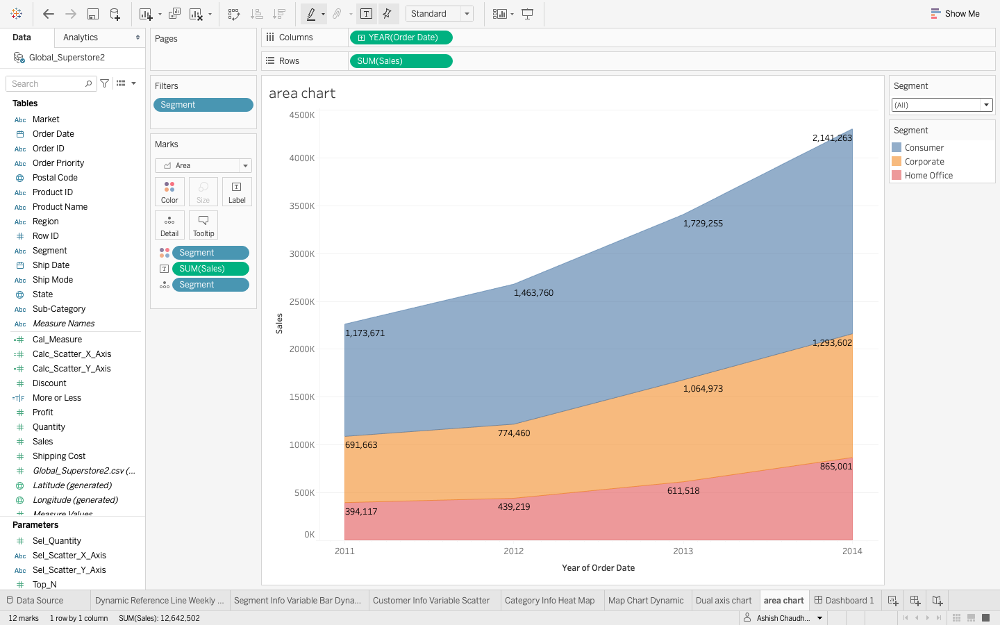 Standard
Show Me
Data
Analytics
Global_Superstore2
Search
Tables
Abc Market
Order Date
Abc Order ID
Abc Order Priority
Postal Code
Abc Product ID
Abc Product Name
Abc Region
Row ID
Abc Segment
Ship Date
Abc Ship Mode
State
Abc Sub-Category
Abc Measure Names
Cal_Measure
Calc_Scatter_X_Axis
Calc_Scatter_Y_Axis
Discount
=T|F More or Less
Profit
Quantity
Sales
Shipping Cost
Global_Superstore2.csv (...
Latitude (generated)
Longitude (generated)
Measure Values
Parameters
Sel_Quantity
Abc Sel_Scatter_X_Axis
Abc Sel_Scatter_Y_Axis
Top_N
Pages
Filters
Segment
Marks
Area
Color
Size
Label
Detail
Tooltip
Segment
SUM(Sales)
Segment
Columns
YEAR(Order Date)
Rows
SUM(Sales)
area chart
4500K
4000K
3500K
3000K
2500K
2000K
1500K
1000K
500K
0K
Sales
2,141,263
1,729,255
1,463,760
1,173,671
1,293,602
1,064,973
774,460
691,663
865,001
611,518
439,219
394,117
2011
2012
2013
2014
Year of Order Date
Segment
(All)
Segment
Consumer
Corporate
Home Office
Data Source
Dynamic Reference Line Weekly ...
Segment Info Variable Bar Dyna...
Customer Info Variable Scatter
Category Info Heat Map
Map Chart Dynamic
Dual axis chart
area chart
Dashboard 1
12 marks
1 row by 1 column
SUM(Sales): 12,642,502
Ashish Chaudh...